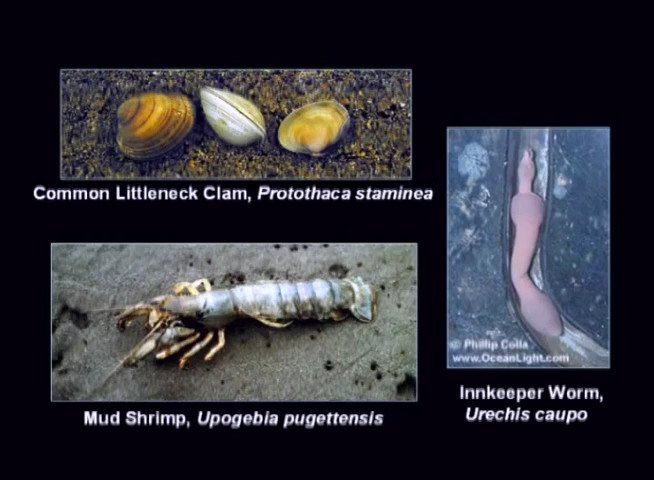 Common Littleneck Clam, Protothaca staminea
© Phillip Colla
www.OceanLight.com
Mud Shrimp, Upogebia pugettensis
Innkeeper Worm,
Urechis caupo